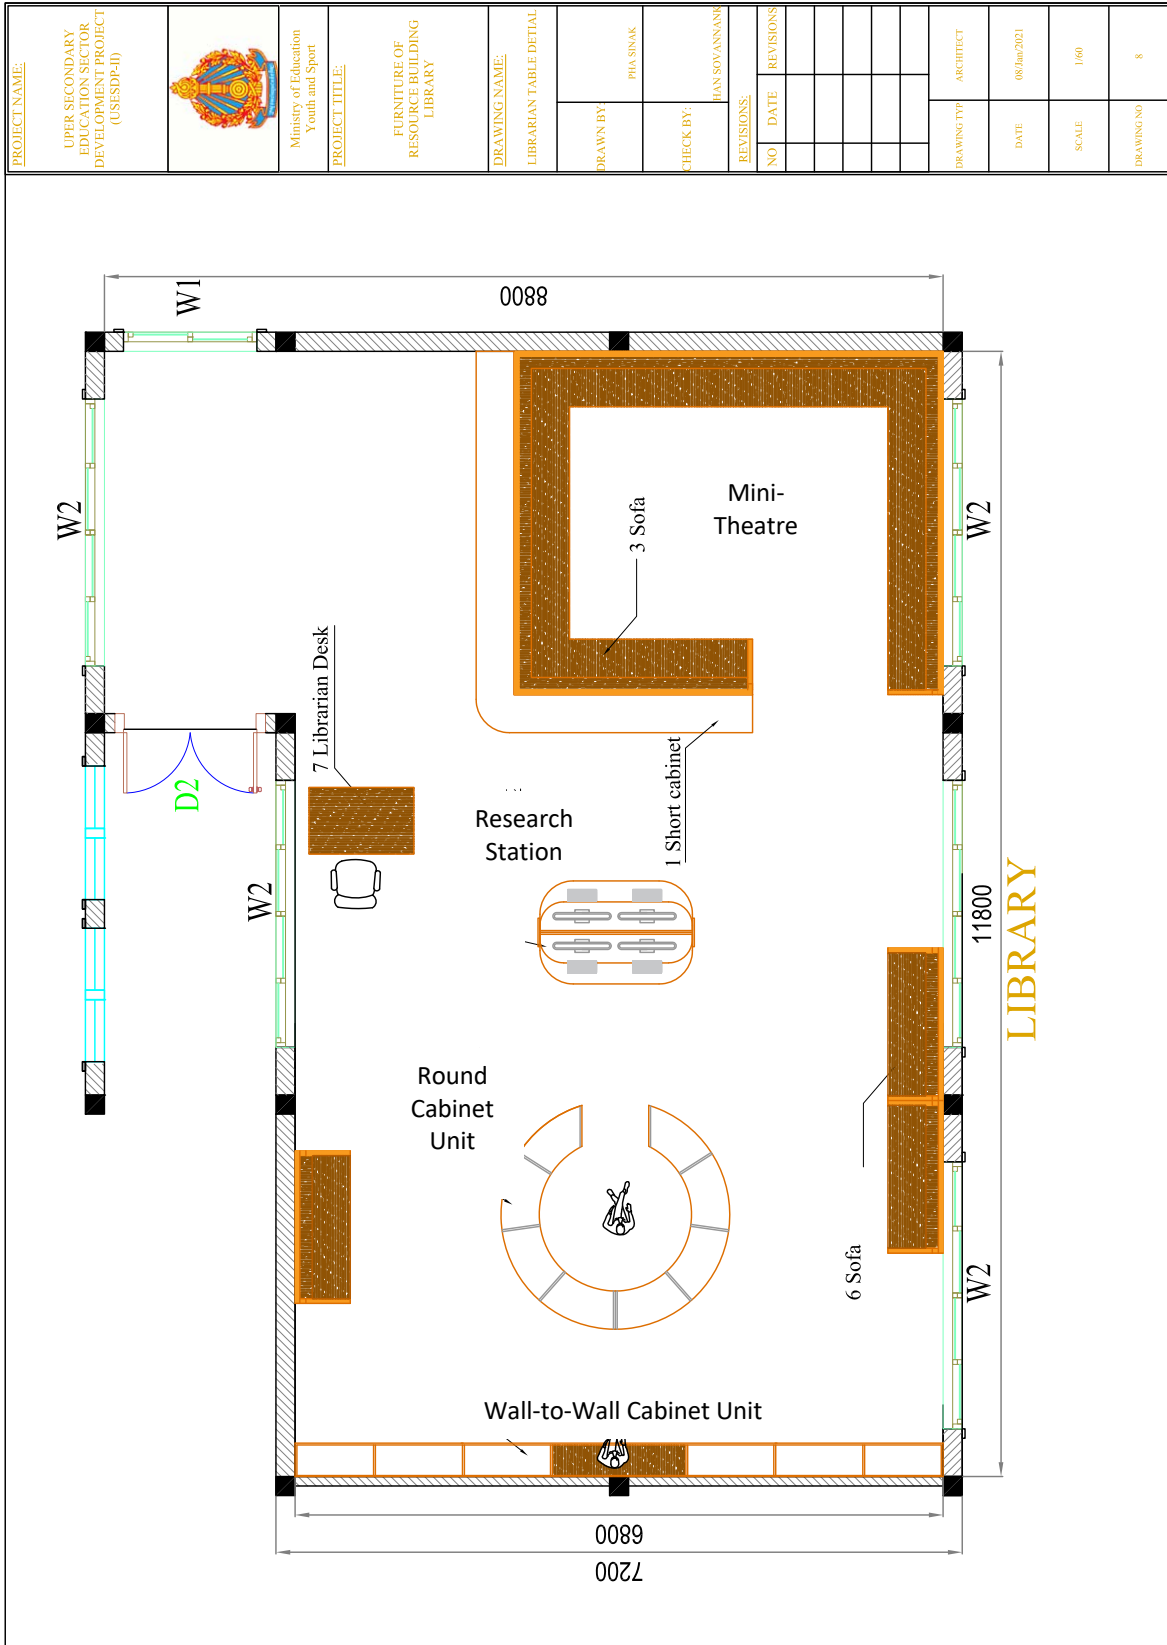 PROJECT NAME:
UPER SECONDARY
EDUCATION SECTOR
DEVELOPMENT PROJECT
(USESDP-II)
Ministry of Education
Youth and Sport
PROJECT TITLE:
FURNITURE OF
RESOURCE BUILDING
LIBRARY
DRAWING NAME:
LIBRARIAN TABLE DETIAL
DRAWN BY:
PHA SINAK
CHECK BY:
HAN SOVANNANK
REVISIONS:
NO DATE REVISIONS
DRAWING TYP
ARCHITECT
DATE
08/Jan/2021
SCALE
1/60
DRAWING NO
8
8800
W1
W2
Mini-
Theatre
3 Sofa
W2
7 Librarian Desk
D2
1 Short cabinet
Research
Station
W2
11800
LIBRARY
Round
Cabinet
Unit
6 Sofa
W2
Wall-to-Wall Cabinet Unit
6800
7200